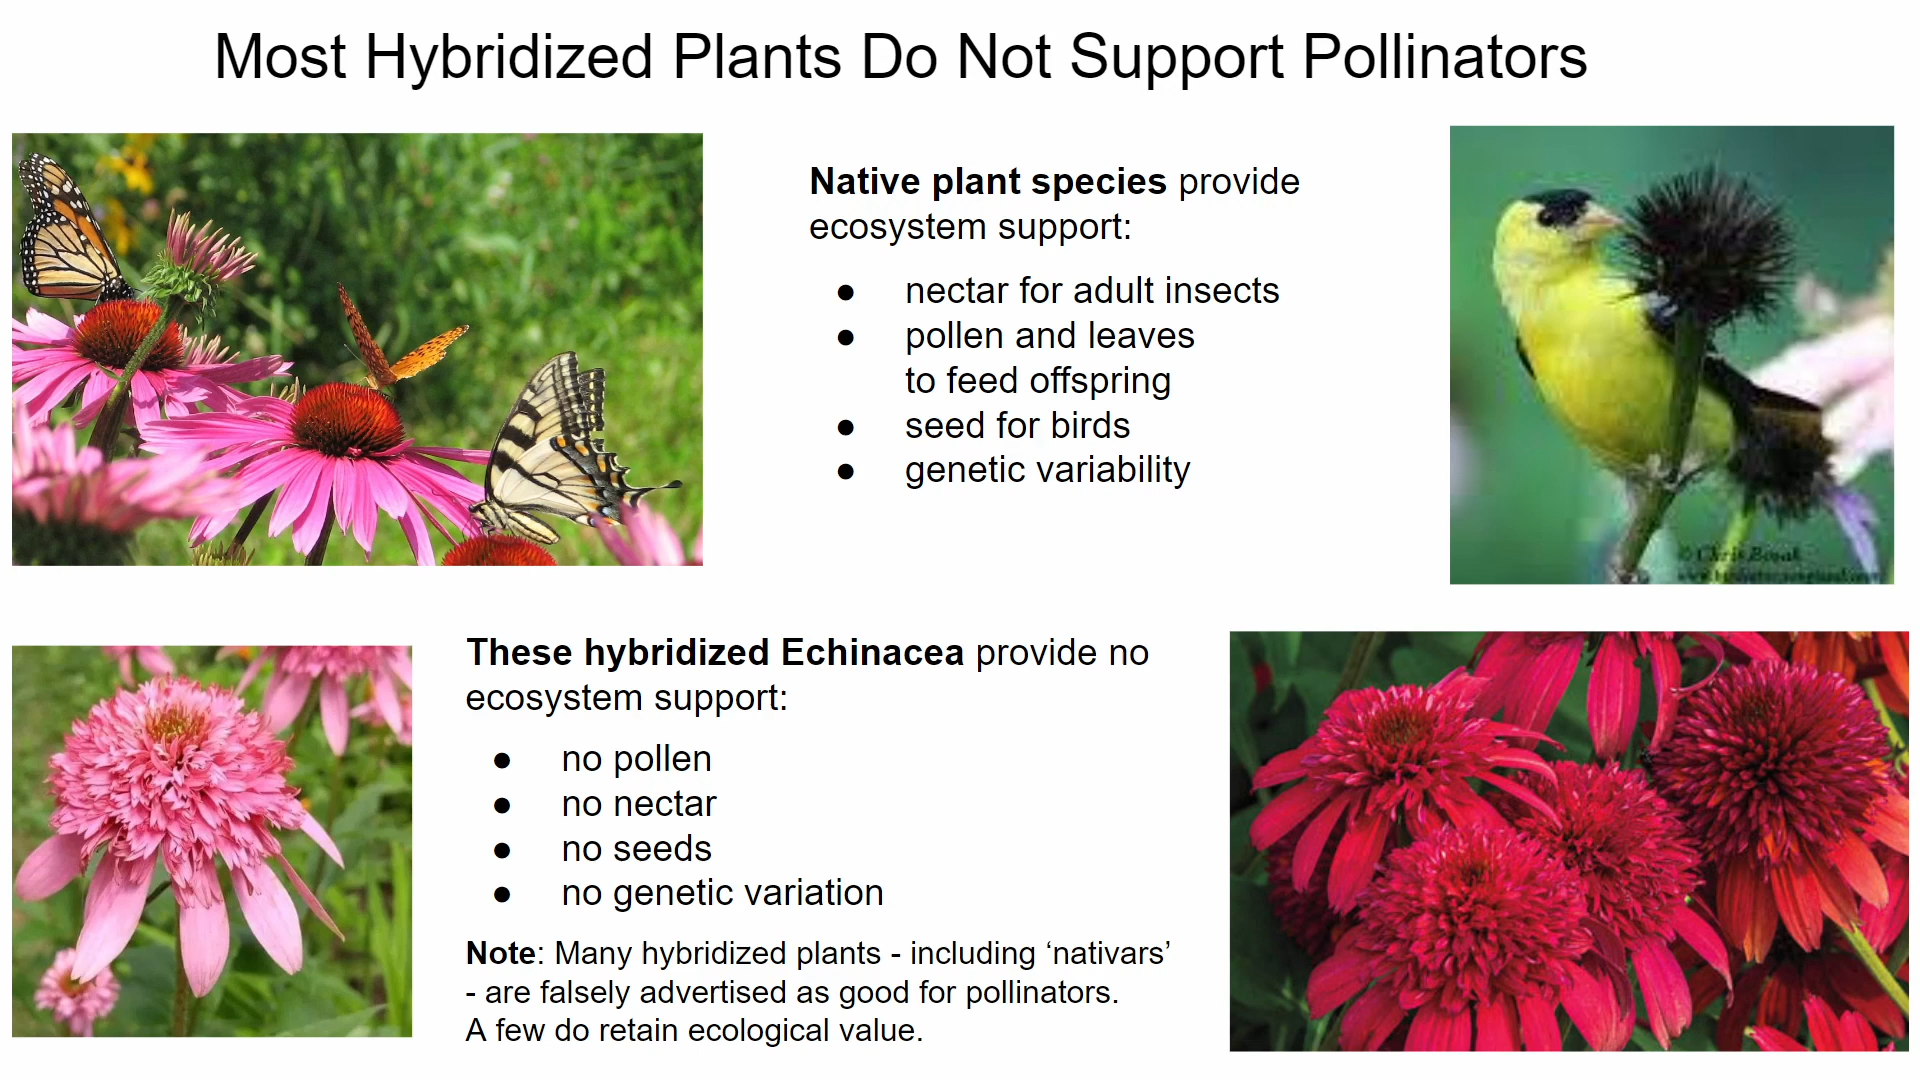 Most Hybridized Plants Do Not Support Pollinators
Native plant species provide
ecosystem support:
● nectar for adult insects
● pollen and leaves
to feed offspring
● seed for birds
● genetic variability
These hybridized Echinacea provide no
ecosystem support:
● no pollen
● no nectar
● no seeds
● no genetic variation
Note: Many hybridized plants - including ‘nativars’
- are falsely advertised as good for pollinators.
A few do retain ecological value.
© Chris